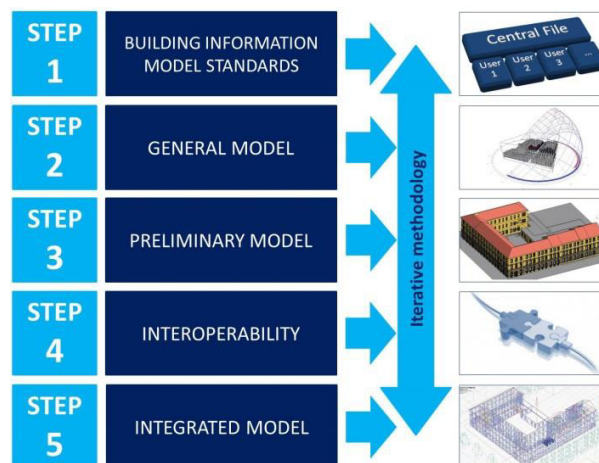 STEP
1
BUILDING INFORMATION
MODEL STANDARDS
Central File
User
1
User
2
User
3
...
STEP
2
GENERAL MODEL
STEP
3
PRELIMINARY MODEL
Iterative methodology
STEP
4
INTEROPERABILITY
STEP
5
INTEGRATED MODEL